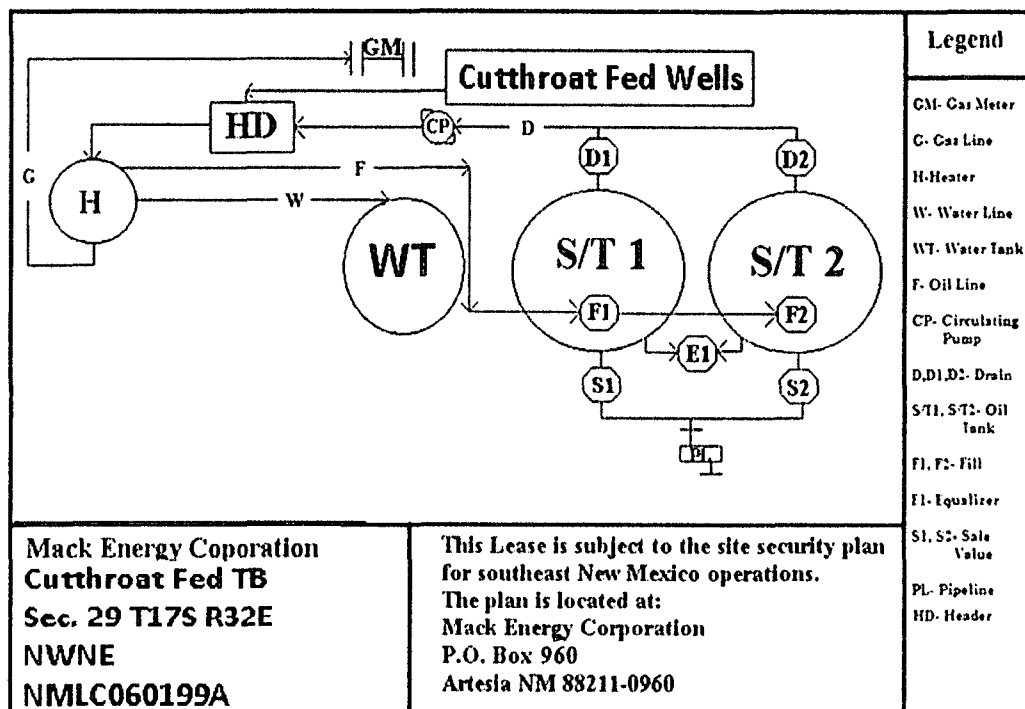 GM
Cutthroat Fed Wells
HD
CP
D
D1
D2
G
H
F
W
WT
S/T 1
S/T 2
F1
F2
E1
S1
S2
Legend
GM- Gas Meter
G- Gas Line
H-Heater
W- Water Line
WT- Water Tank
F- Oil Line
CP- Circulating
Pump
D,D1,D2- Drain
S/T1, S/T2- Oil
Tank
F1, F2- Fill
E1- Equalizer
S1, S2- Sale
Value
PL- Pipeline
HD- Header
Mack Energy Coporation
Cutthroat Fed TB
Sec. 29 T17S R32E
NWNE
NMLC060199A
This Lease is subject to the site security plan
for southeast New Mexico operations.
The plan is located at:
Mack Energy Corporation
P.O. Box 960
Artesia NM 88211-0960